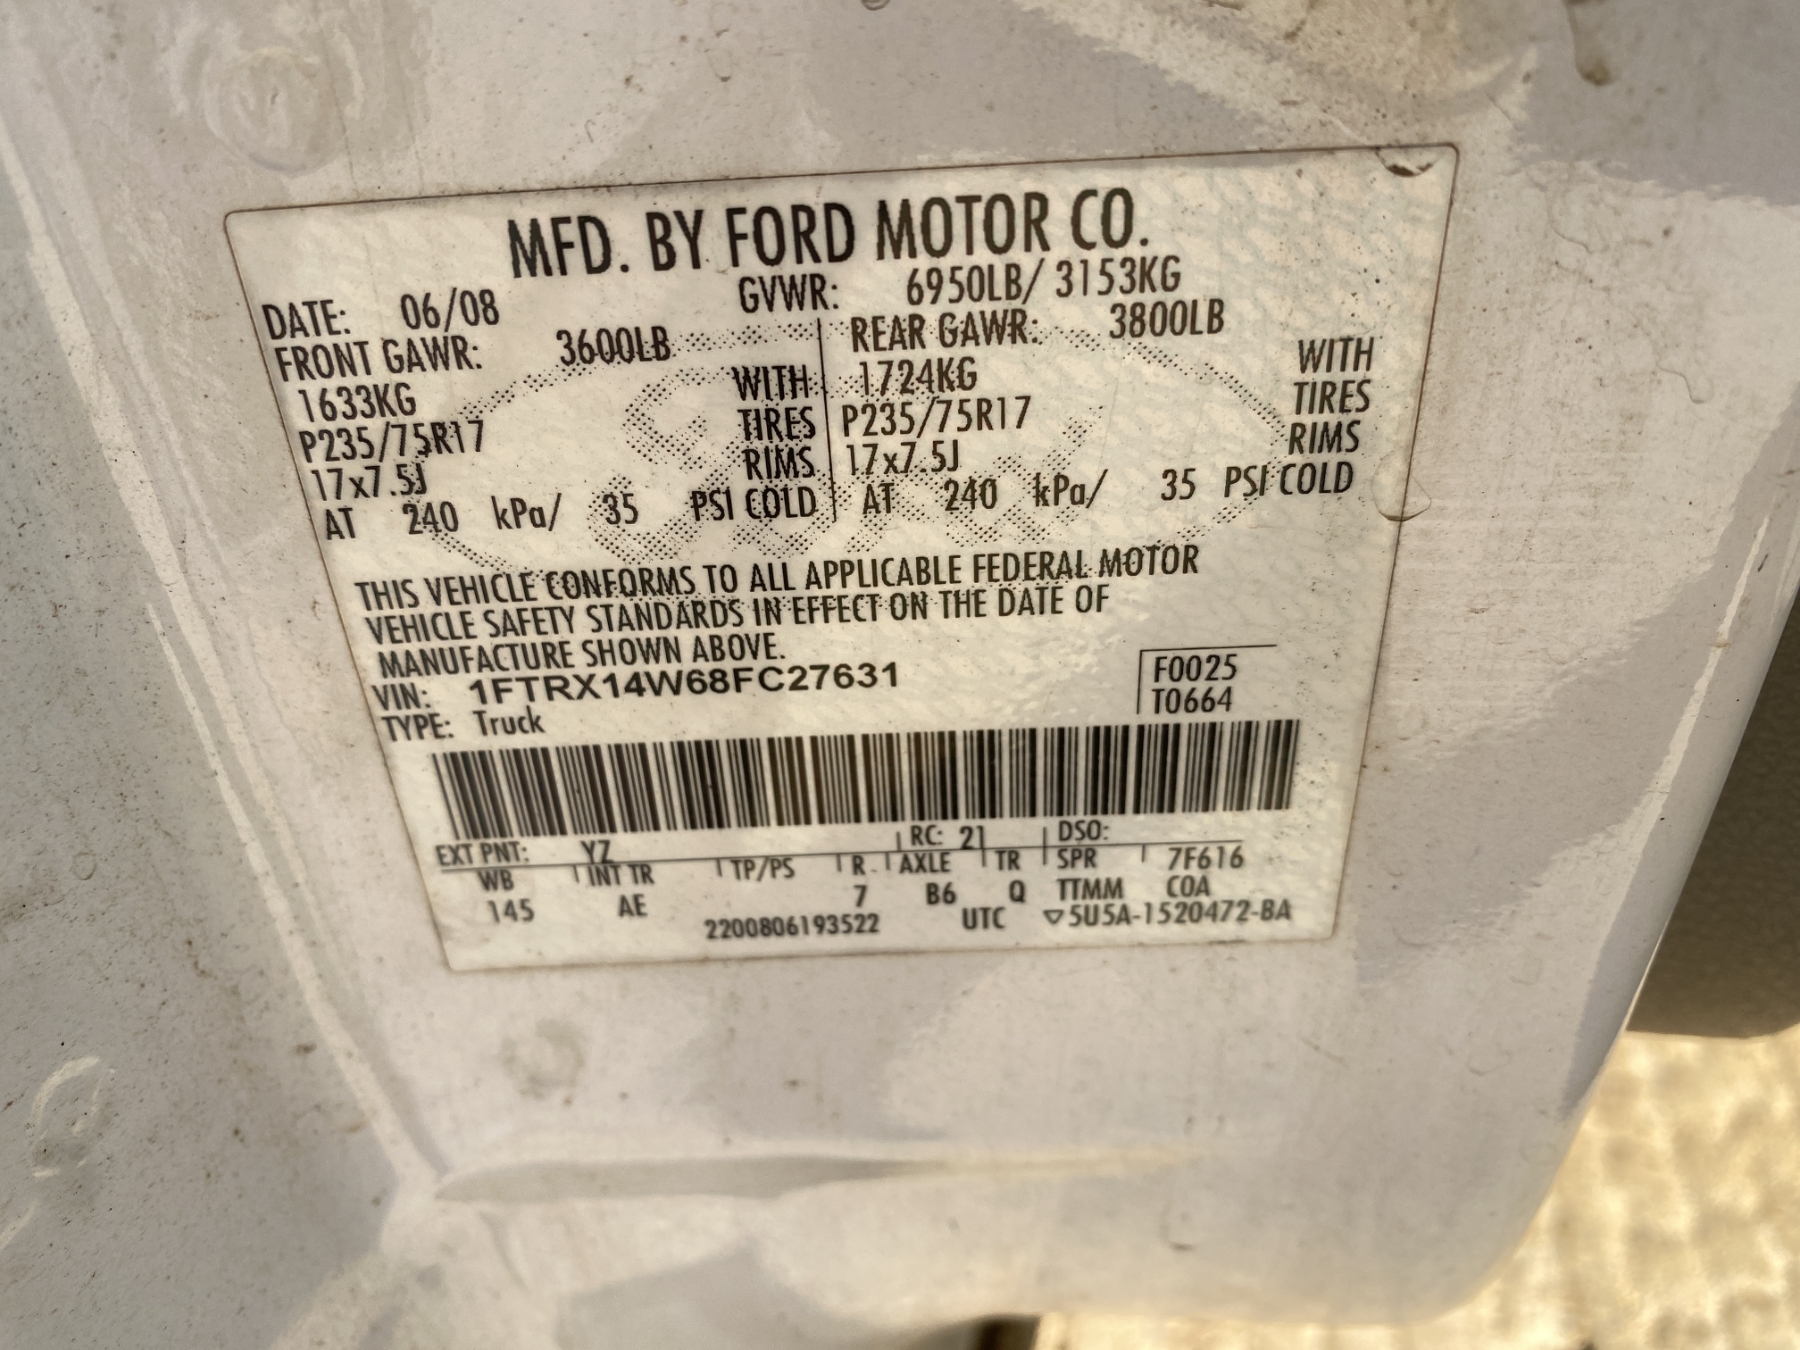 MFD. BY FORD MOTOR CO.
DATE: 06/08 GVWR: 6950LB/ 3153KG
FRONT GAWR: 3600LB REAR GAWR: 3800LB
1633KG WITH 1724KG WITH
P235/75R17 TIRES P235/75R17 TIRES
17x7.5J RIMS 17x7.5J RIMS
AT 240 kPa/ 35 PSI COLD AT 240 kPa/ 35 PSI COLD
THIS VEHICLE CONFORMS TO ALL APPLICABLE FEDERAL MOTOR
VEHICLE SAFETY STANDARDS IN EFFECT ON THE DATE OF
MANUFACTURE SHOWN ABOVE.
VIN: 1FTRX14W68FC27631 F0025
TYPE: Truck T0664
EXT PNT: YZ RC: 21 DSO:
WB INT TR TP/PS R AXLE TR SPR 7F616
145 AE 7 B6 Q TTMM COA
2200806193522 UTC ▽5U5A-1520472-BA